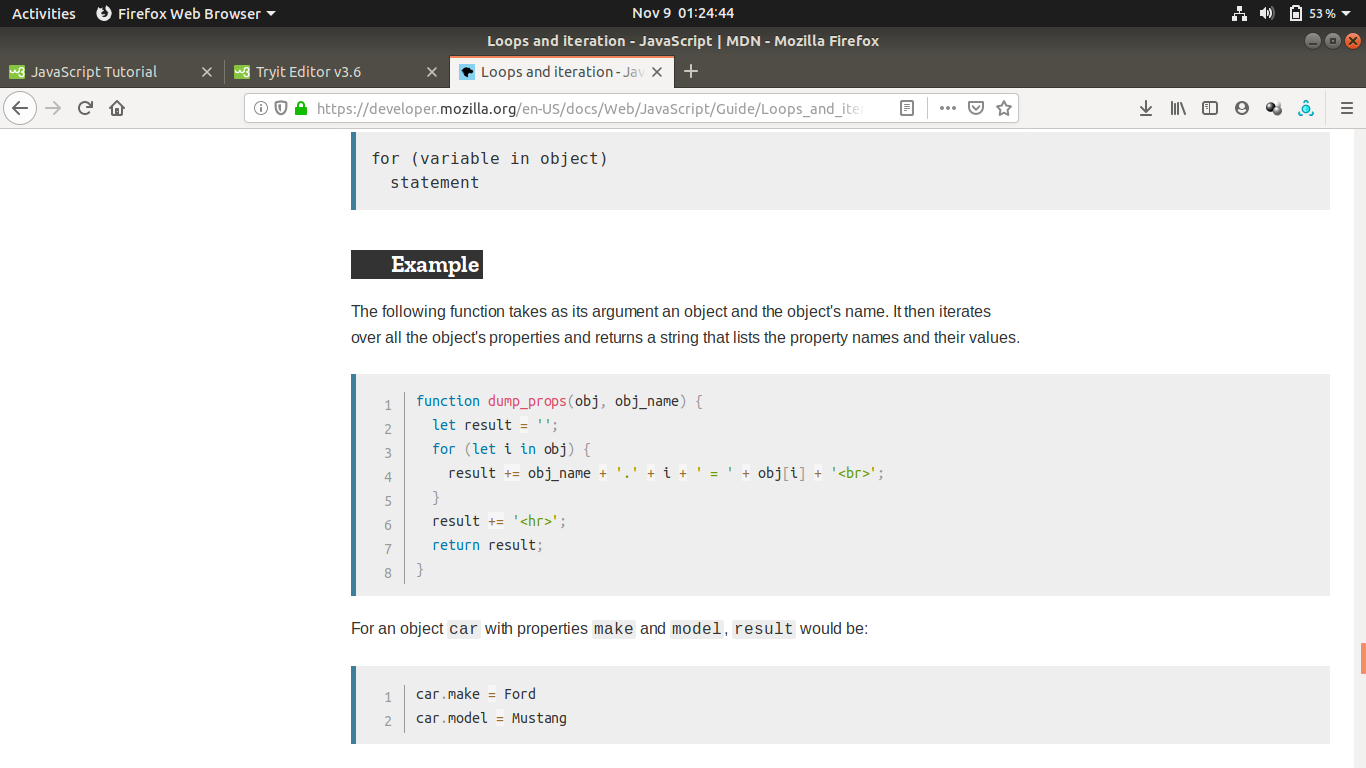 Activities Firefox Web Browser Nov 9 01:24:44 53 %
Loops and iteration - JavaScript | MDN - Mozilla Firefox
JavaScript Tutorial Tryit Editor v3.6 Loops and iteration - Jav
https://developer.mozilla.org/en-US/docs/Web/JavaScript/Guide/Loops_and_ite
for (variable in object)
  statement
Example
The following function takes as its argument an object and the object's name. It then iterates
over all the object's properties and returns a string that lists the property names and their values.
1 function dump_props(obj, obj_name) {
2   let result = '';
3   for (let i in obj) {
4     result += obj_name + '.' + i + ' = ' + obj[i] + '<br>';
5   }
6   result += '<hr>';
7   return result;
8 }
For an object car with properties make and model, result would be:
1 car.make = Ford
2 car.model = Mustang